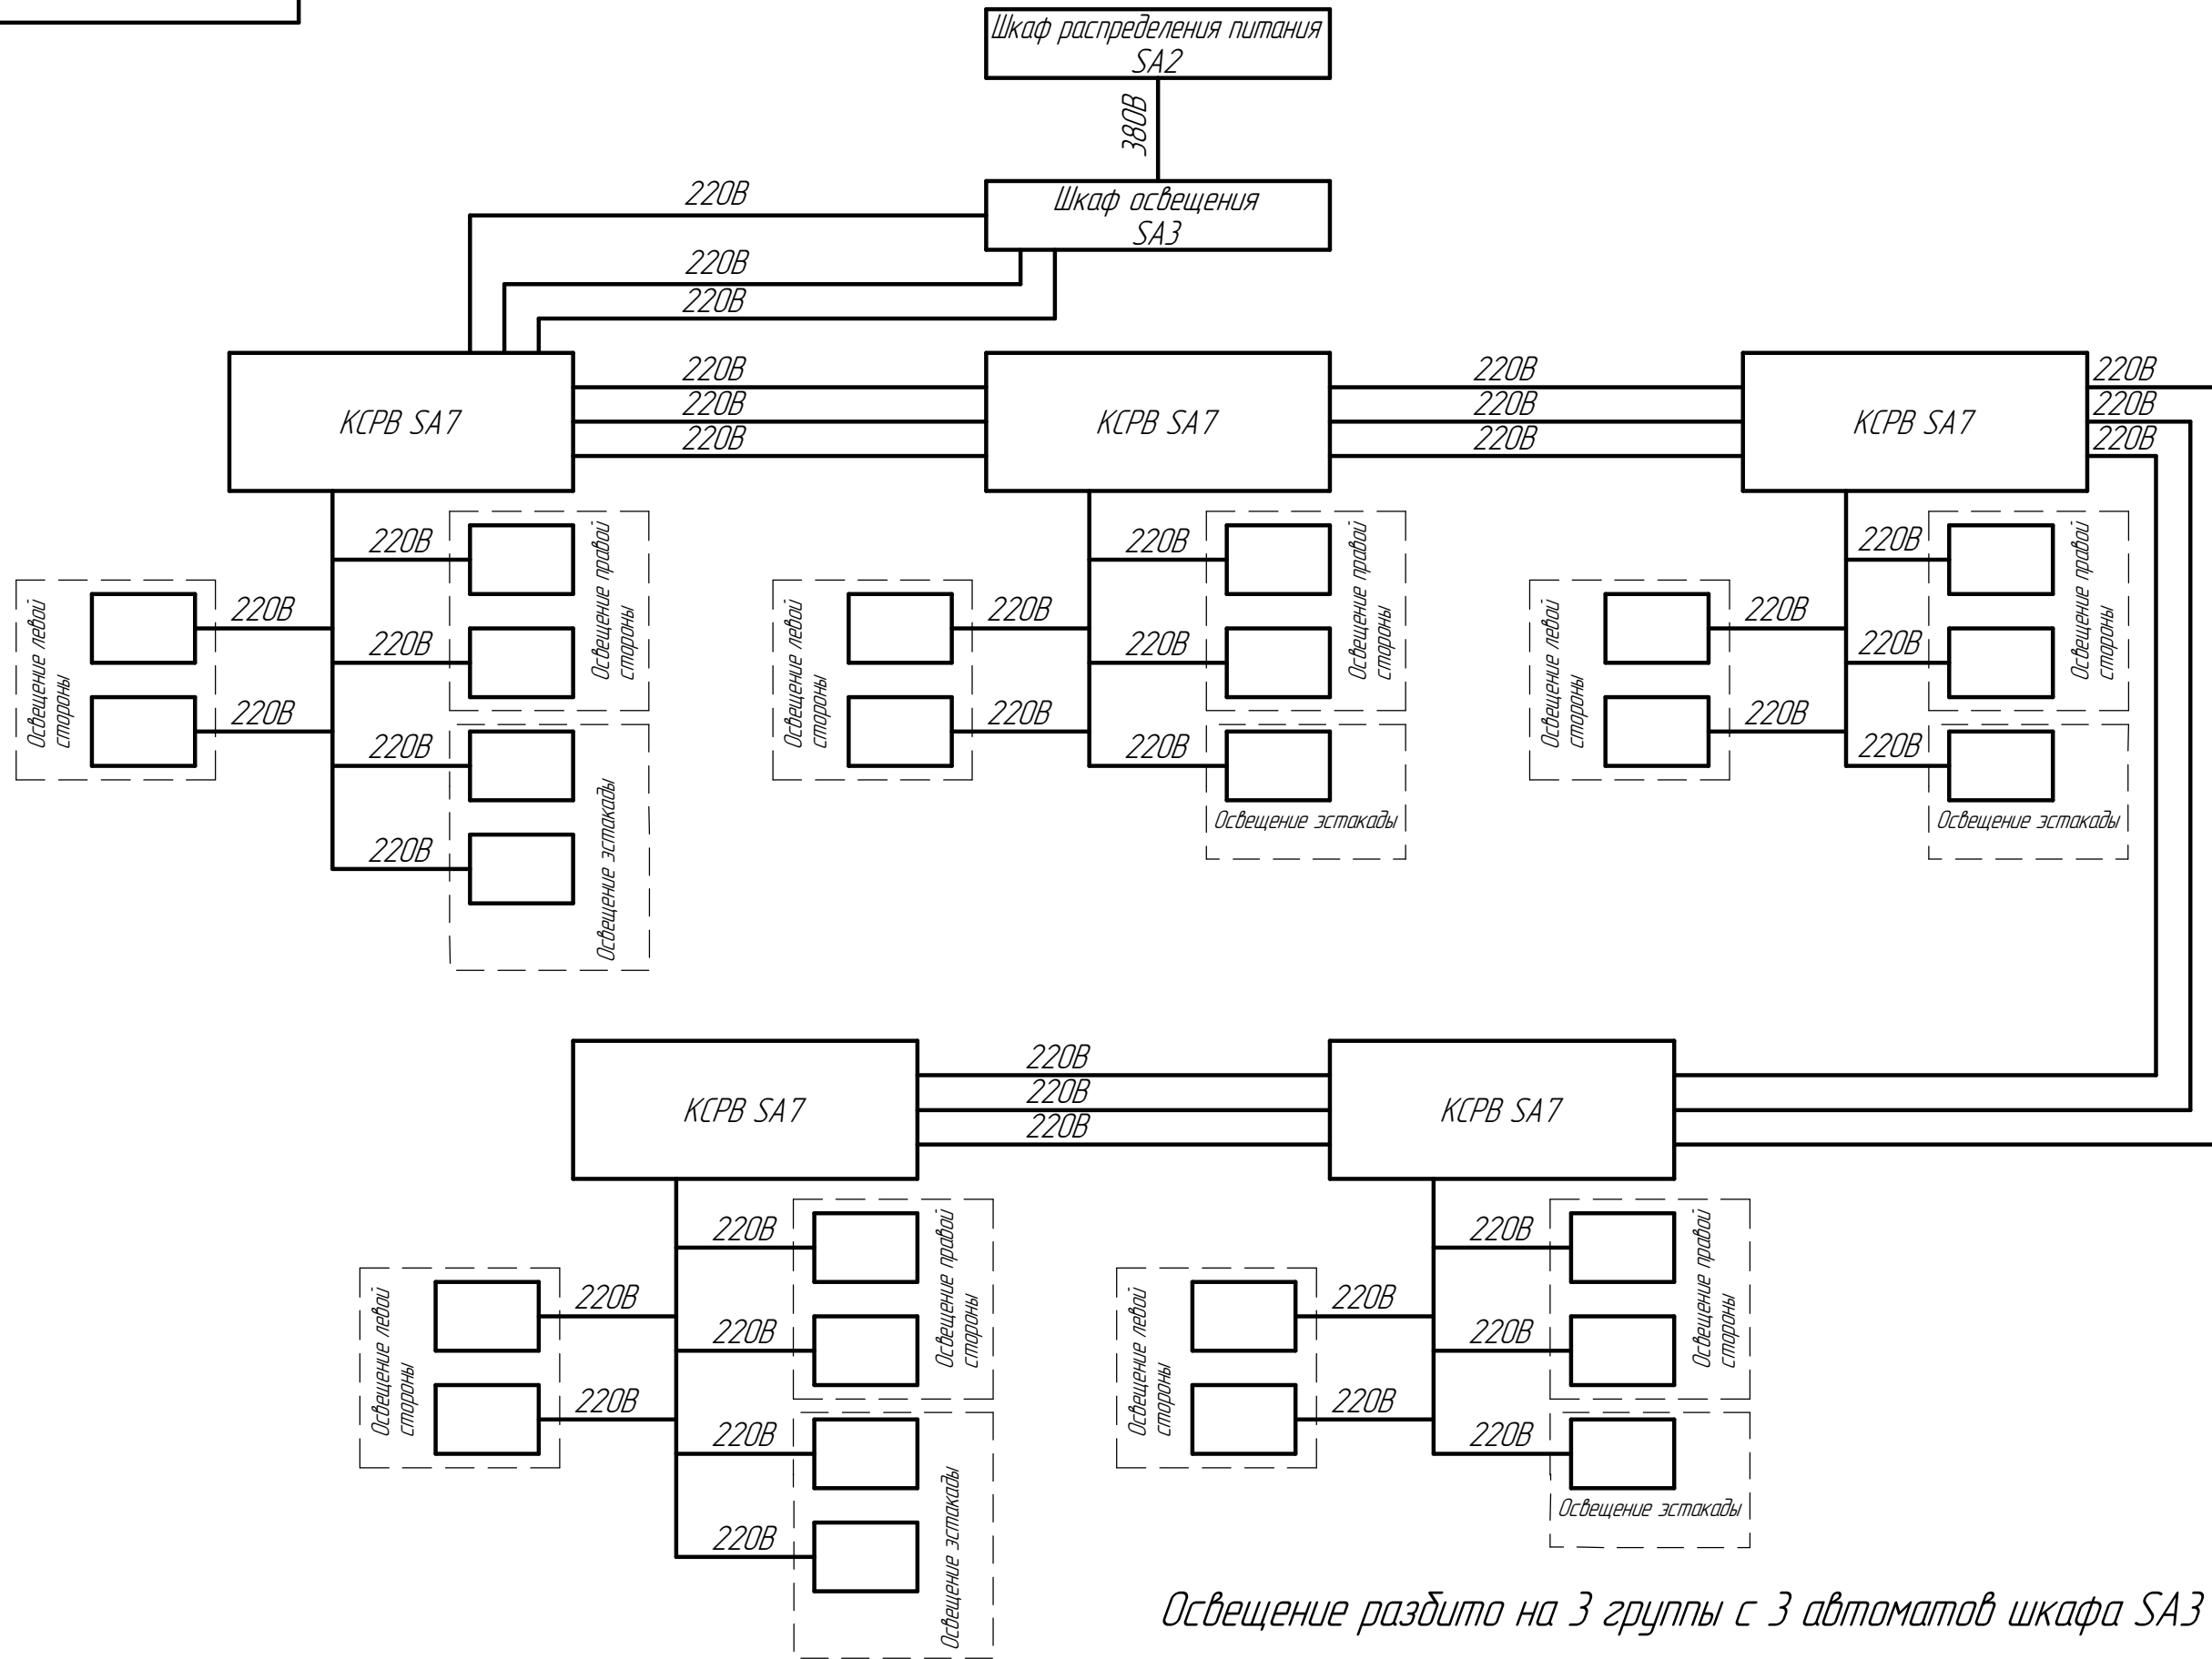 Шкаф распределения питания
SA2
380В
Шкаф освещения
SA3
220В
220В
220В
КСРВ SA7
220В
220В
220В
КСРВ SA7
220В
220В
220В
КСРВ SA7
220В
220В
220В
Освещение левой
стороны
220В
220В
220В
220В
Освещение правой
стороны
220В
220В
Освещение эстакады
Освещение левой
стороны
220В
220В
220В
220В
Освещение правой
стороны
220В
Освещение эстакады
Освещение левой
стороны
220В
220В
220В
220В
Освещение правой
стороны
220В
Освещение эстакады
КСРВ SA7
220В
220В
220В
КСРВ SA7
Освещение левой
стороны
220В
220В
220В
220В
Освещение правой
стороны
220В
220В
Освещение эстакады
Освещение левой
стороны
220В
220В
220В
220В
Освещение правой
стороны
220В
Освещение эстакады
Освещение разбито на 3 группы с 3 автоматов шкафа SA3